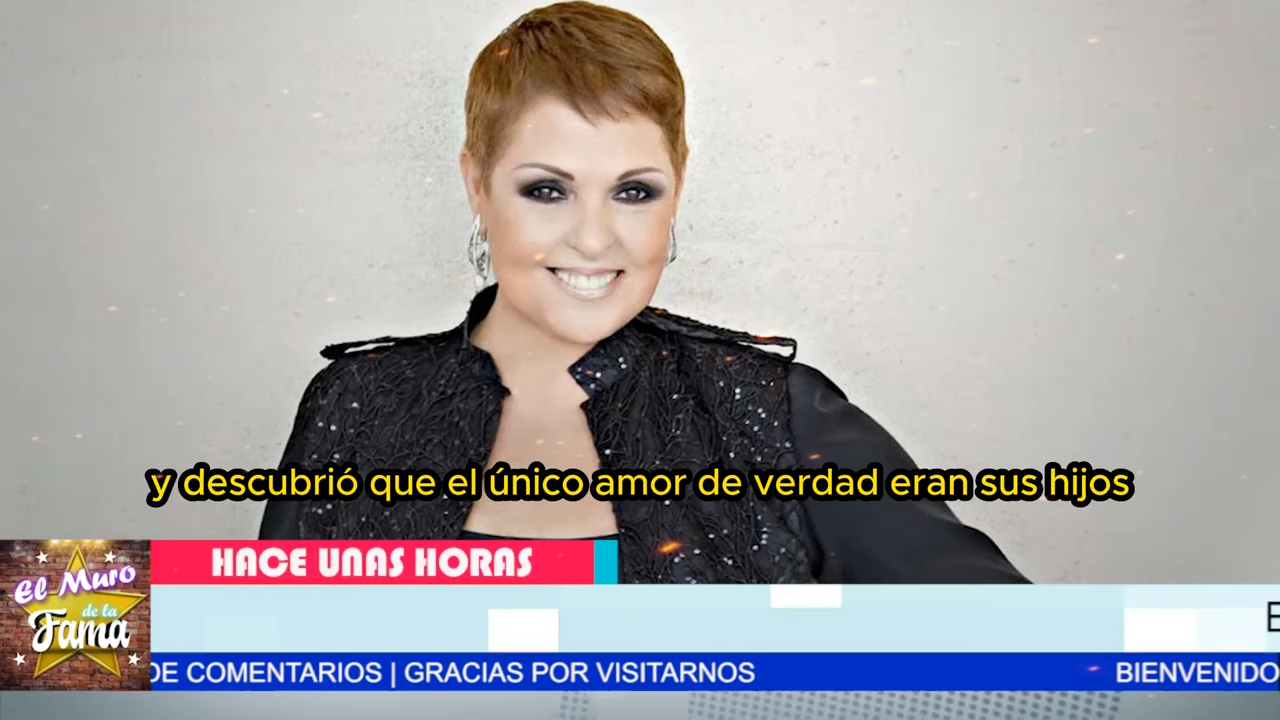 y descubrió que el único amor de verdad eran sus hijos
HACE UNAS HORAS
El Muro
de la
Fama
DE COMENTARIOS | GRACIAS POR VISITARNOS
BIENVENIDO